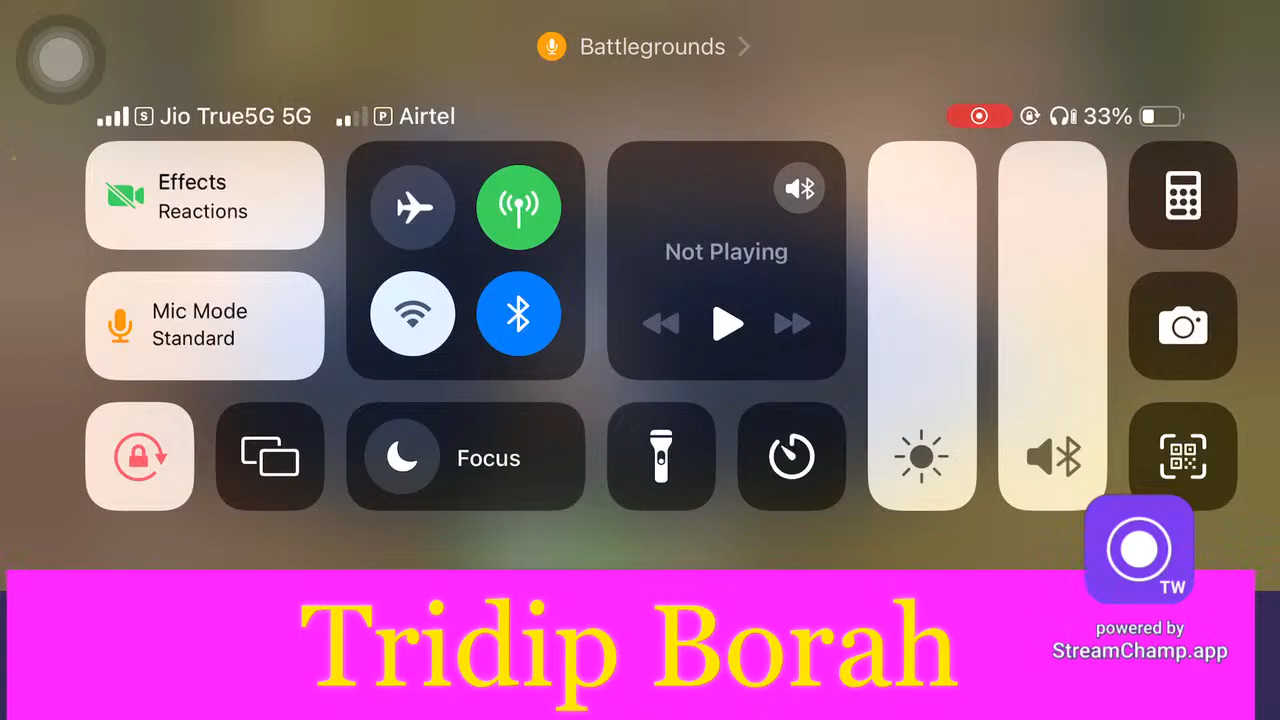 Battlegrounds
S Jio True5G 5G P Airtel 33%
Effects
Reactions
Not Playing
Mic Mode
Standard
Focus
TW
Tridip Borah
powered by
StreamChamp.app